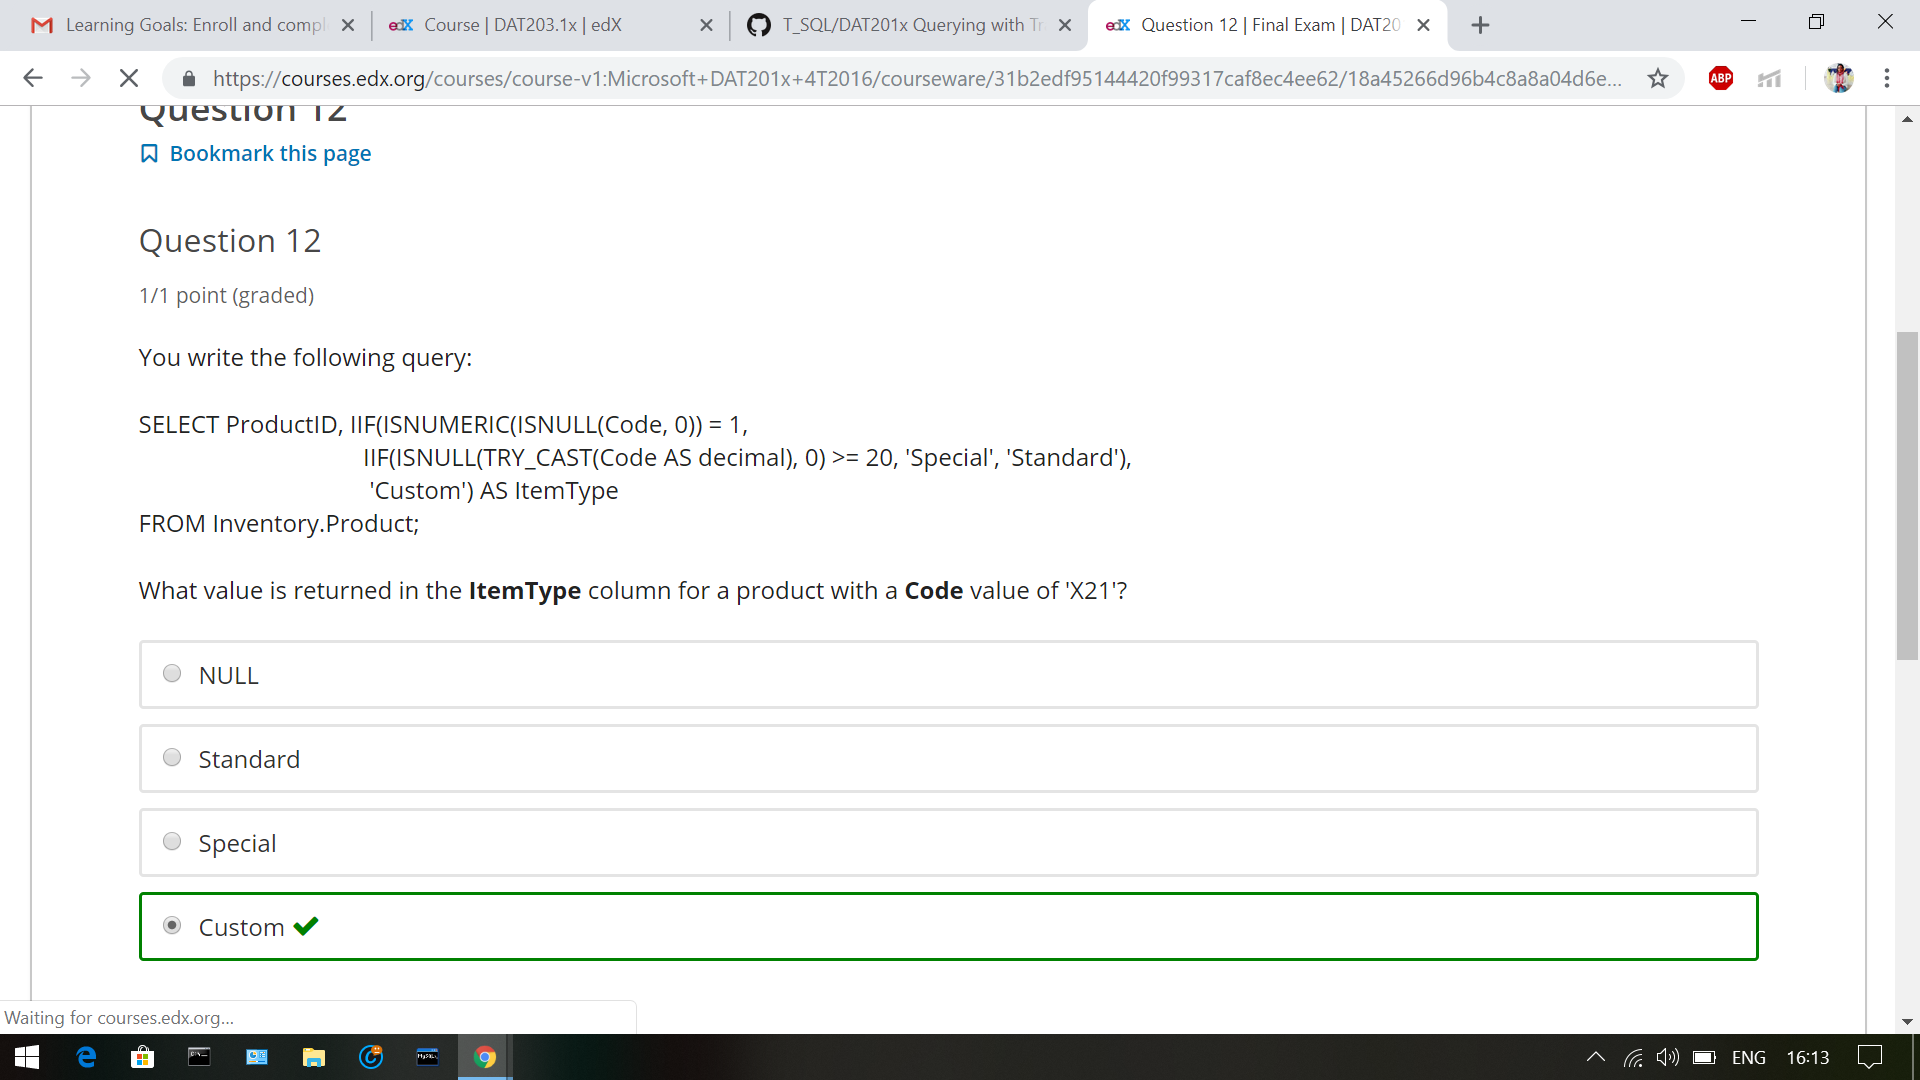 Learning Goals: Enroll and compl
edX Course | DAT203.1x | edX
T_SQL/DAT201x Querying with Tr
edX Question 12 | Final Exam | DAT20
https://courses.edx.org/courses/course-v1:Microsoft+DAT201x+4T2016/courseware/31b2edf95144420f99317caf8ec4ee62/18a45266d96b4c8a8a04d6e...
ABP
Question 12
Bookmark this page
Question 12
1/1 point (graded)
You write the following query:
SELECT ProductID, IIF(ISNUMERIC(ISNULL(Code, 0)) = 1,
IIF(ISNULL(TRY_CAST(Code AS decimal), 0) >= 20, 'Special', 'Standard'),
'Custom') AS ItemType
FROM Inventory.Product;
What value is returned in the ItemType column for a product with a Code value of 'X21'?
NULL
Standard
Special
Custom
Waiting for courses.edx.org...
ENG 16:13